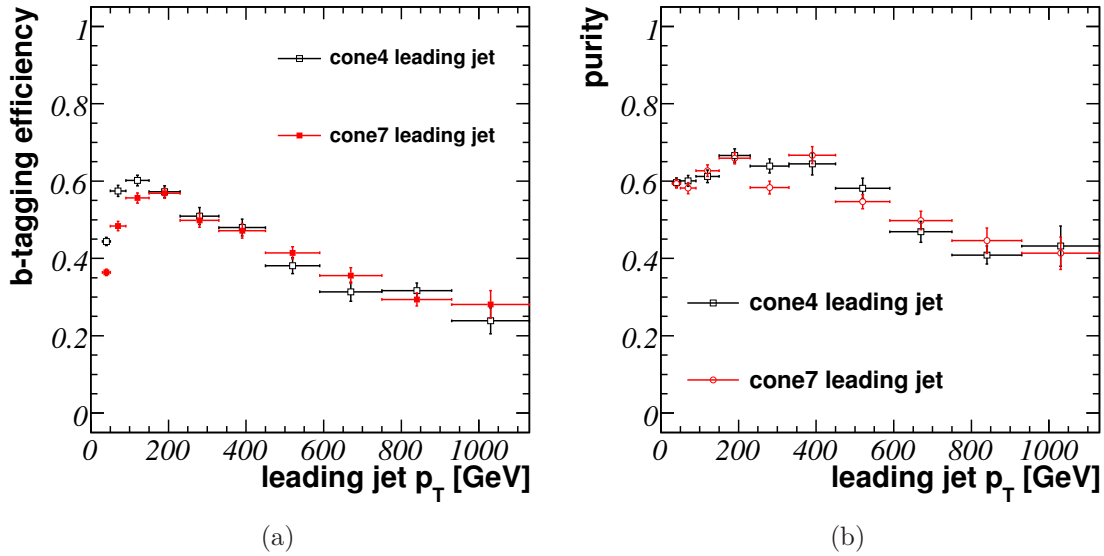 b-tagging efficiency
1
0.8
0.6
0.4
0.2
0
cone4 leading jet
cone7 leading jet
0 200 400 600 800 1000
leading jet p_T [GeV]
(a)
purity
1
0.8
0.6
0.4
0.2
0
cone4 leading jet
cone7 leading jet
0 200 400 600 800 1000
leading jet p_T [GeV]
(b)